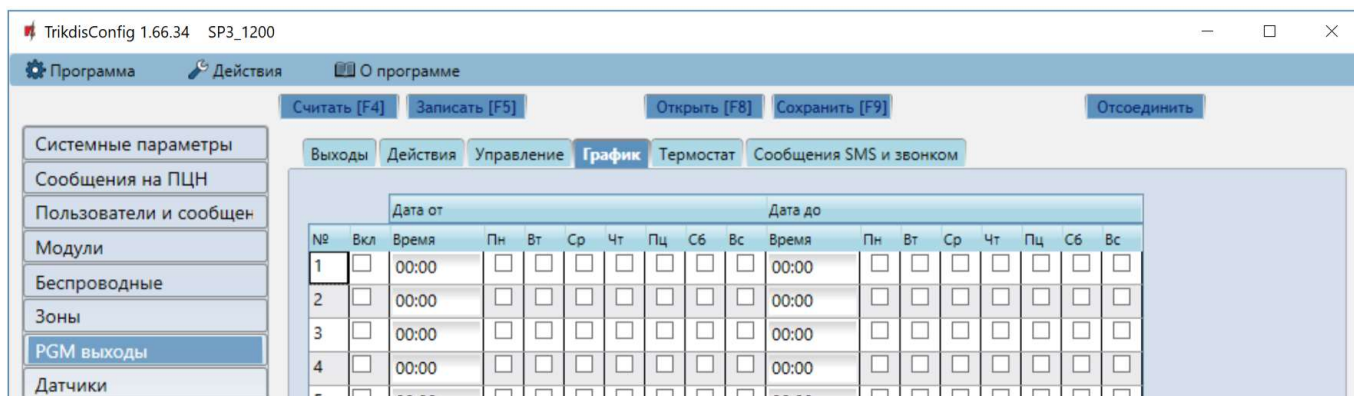 TrikdisConfig 1.66.34 SP3_1200
Программа Действия О программе
Считать [F4] Записать [F5] Открыть [F8] Сохранить [F9] Отсоединить
Системные параметры
Сообщения на ПЦН
Пользователи и сообщен
Модули
Беспроводные
Зоны
PGM выходы
Датчики
Выходы Действия Управление График Термостат Сообщения SMS и звонком
Дата от Дата до
№ Вкл Время Пн Вт Ср Чт Пц Сб Вс Время Пн Вт Ср Чт Пц Сб Вс
1 00:00 00:00
2 00:00 00:00
3 00:00 00:00
4 00:00 00:00